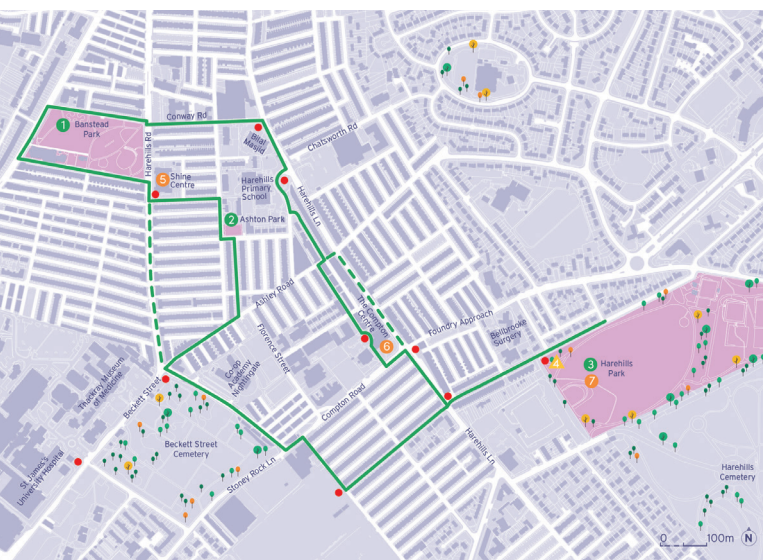 Conway Rd
1 Banstead
Park
Harehills Rd
Bilal
Masjid
Chatsworth Rd
5 Shine
Centre
Harehills
Primary
School
Harehills Ln
2 Ashton Park
Ashley Road
The Compton
Centre
6
Foundry Approach
Bellbrooke
Surgery
Florence Street
4
3 Harehills
Park
7
Thackray Museum
of Medicine
Beckett Street
Co-op
Academy
Nightingale
Compton Road
Beckett Street
Cemetery
Stoney Rock Ln
Harehills Ln
St James's
University Hospital
Harehills
Cemetery
0 100m N